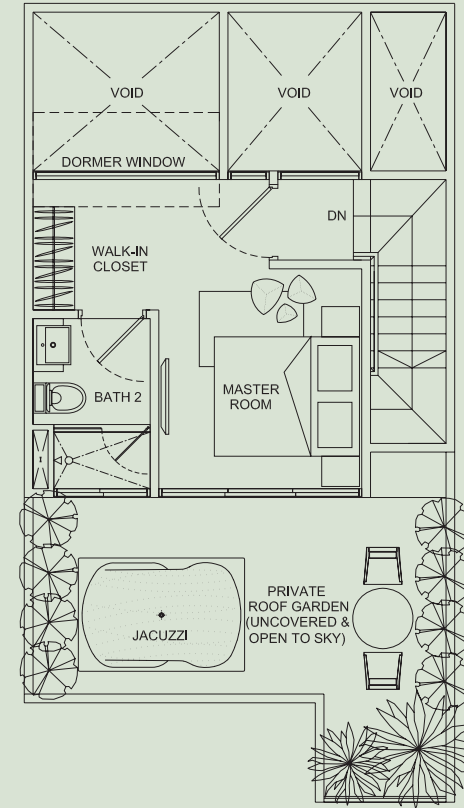 VOID
VOID
VOID
DORMER WINDOW
DN
WALK-IN
CLOSET
BATH 2
MASTER
ROOM
JACUZZI
PRIVATE
ROOF GARDEN
(UNCOVERED &
OPEN TO SKY)